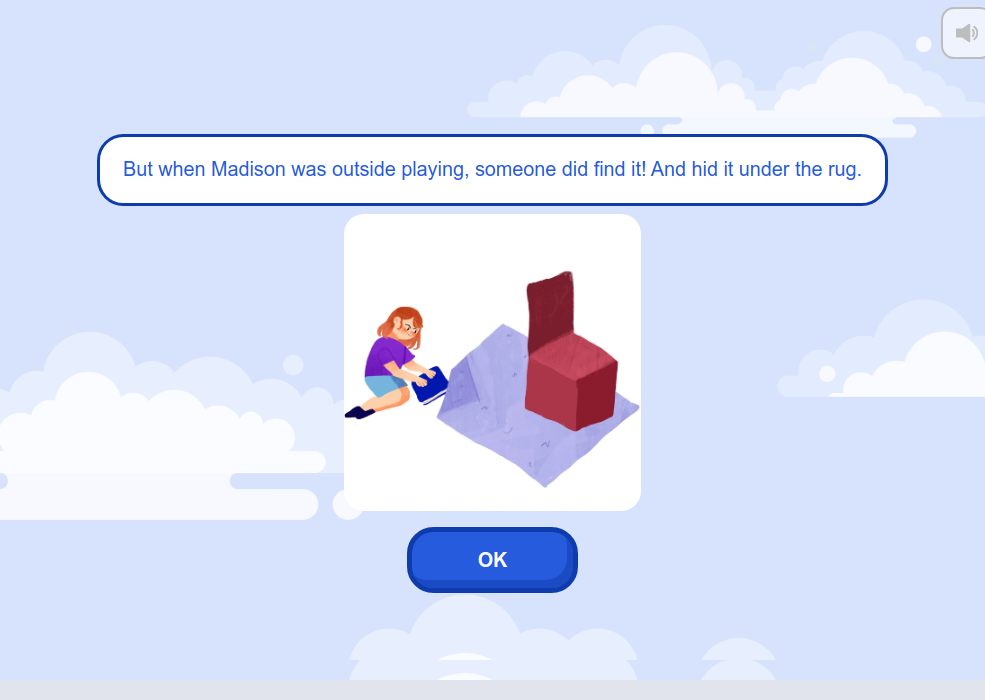 But when Madison was outside playing, someone did find it! And hid it under the rug.
OK